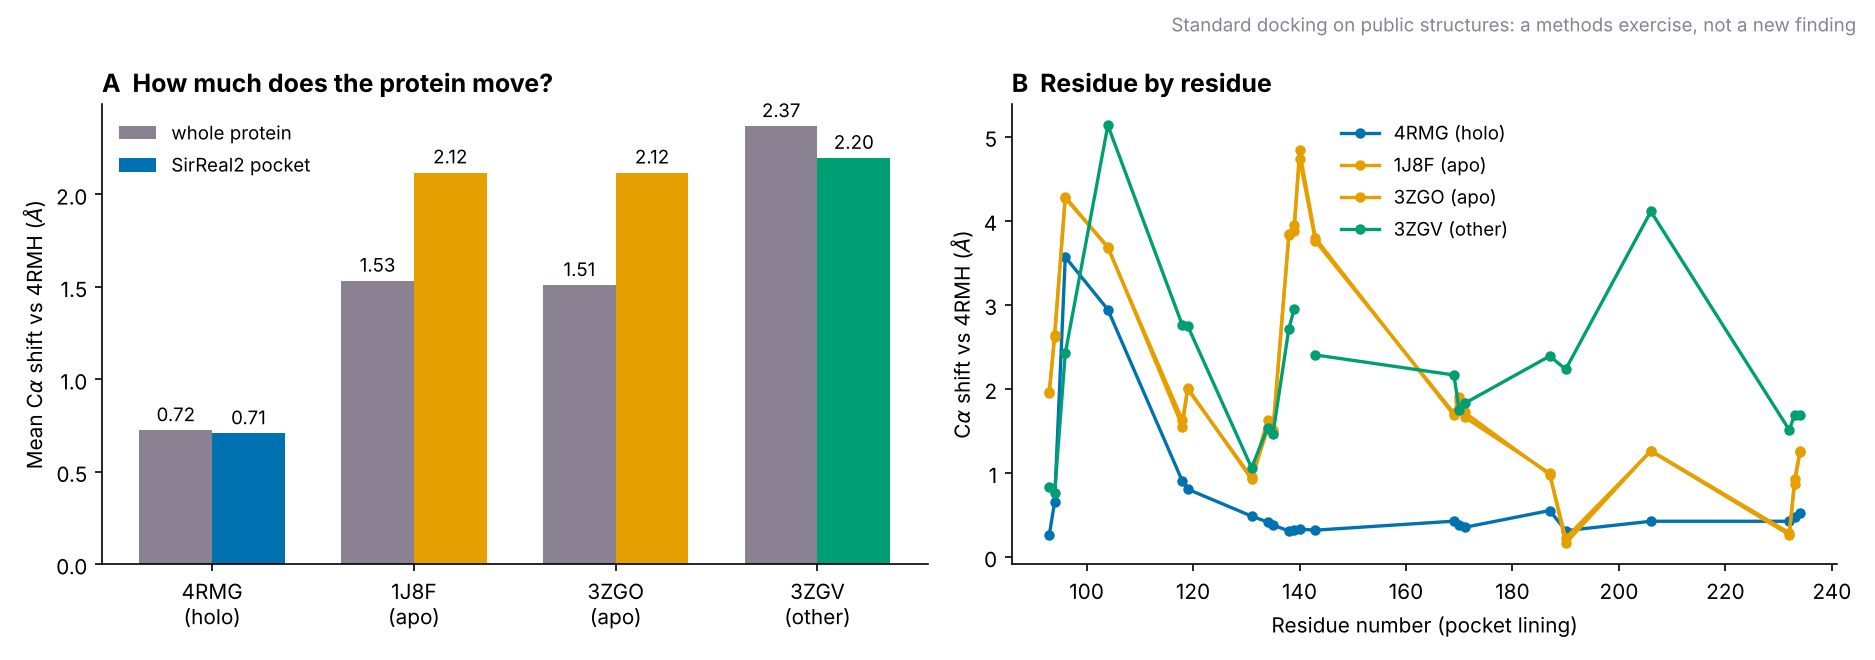 Standard docking on public structures: a methods exercise, not a new finding
A How much does the protein move?
whole protein
SirReal2 pocket
Mean Cα shift vs 4RMH (Å)
0.0
0.5
1.0
1.5
2.0
0.72
0.71
1.53
2.12
1.51
2.12
2.37
2.20
4RMG
(holo)
1J8F
(apo)
3ZGO
(apo)
3ZGV
(other)
B Residue by residue
4RMG (holo)
1J8F (apo)
3ZGO (apo)
3ZGV (other)
Cα shift vs 4RMH (Å)
0
1
2
3
4
5
100
120
140
160
180
200
220
240
Residue number (pocket lining)